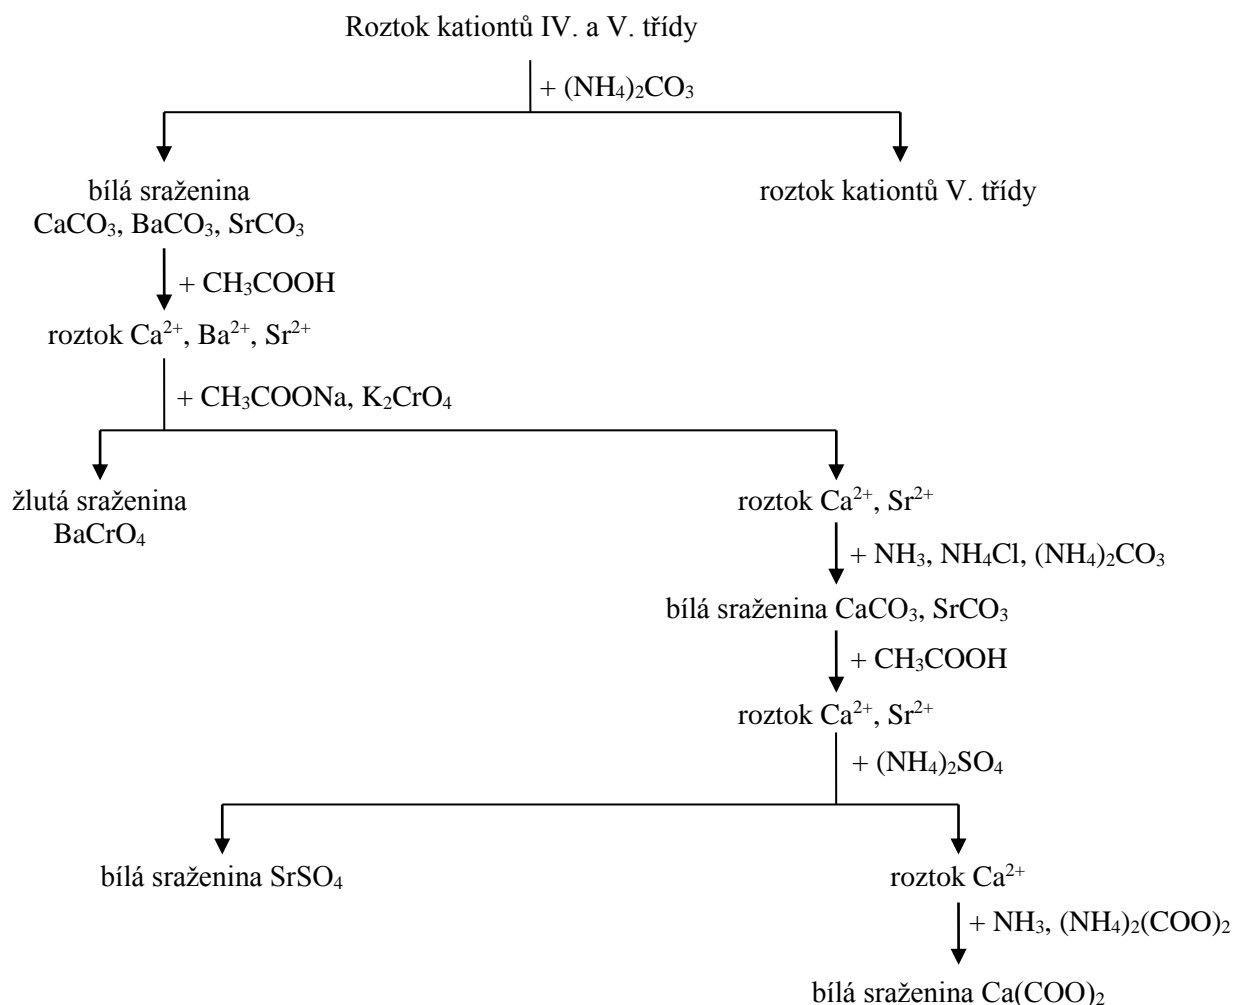 Roztok kationtů IV. a V. třídy
+ (NH₄)₂CO₃
bílá sraženina
CaCO₃, BaCO₃, SrCO₃
roztok kationtů V. třídy
+ CH₃COOH
roztok Ca²⁺, Ba²⁺, Sr²⁺
+ CH₃COONa, K₂CrO₄
žlutá sraženina
BaCrO₄
roztok Ca²⁺, Sr²⁺
+ NH₃, NH₄Cl, (NH₄)₂CO₃
bílá sraženina CaCO₃, SrCO₃
+ CH₃COOH
roztok Ca²⁺, Sr²⁺
+ (NH₄)₂SO₄
bílá sraženina SrSO₄
roztok Ca²⁺
+ NH₃, (NH₄)₂(COO)₂
bílá sraženina Ca(COO)₂